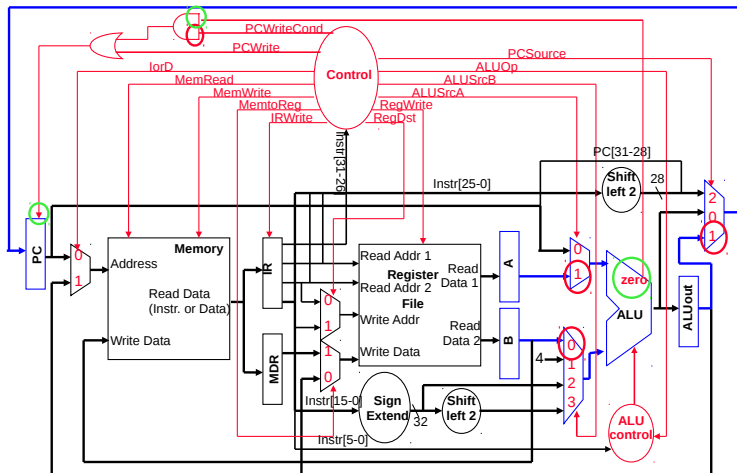 PCWriteCond
PCWrite
PCSource
IorD
ALUOp
MemRead
Control
ALUSrcB
MemWrite
ALUSrcA
MemtoReg
RegWrite
IRWrite
RegDst
Instr[31-26]
PC[31-28]
Instr[25-0]
Shift
left 2
28
2
0
1
PC
0
1
Memory
Address
Read Data
(Instr. or Data)
Write Data
IR
MDR
Read Addr 1
Register
Read Addr 2
File
Write Addr
Write Data
Read
Data 1
Read
Data 2
0
1
1
0
A
B
0
1
4
0
1
2
3
zero
ALU
ALUout
Instr[15-0]
Sign
Extend
32
Shift
left 2
ALU
control
Instr[5-0]